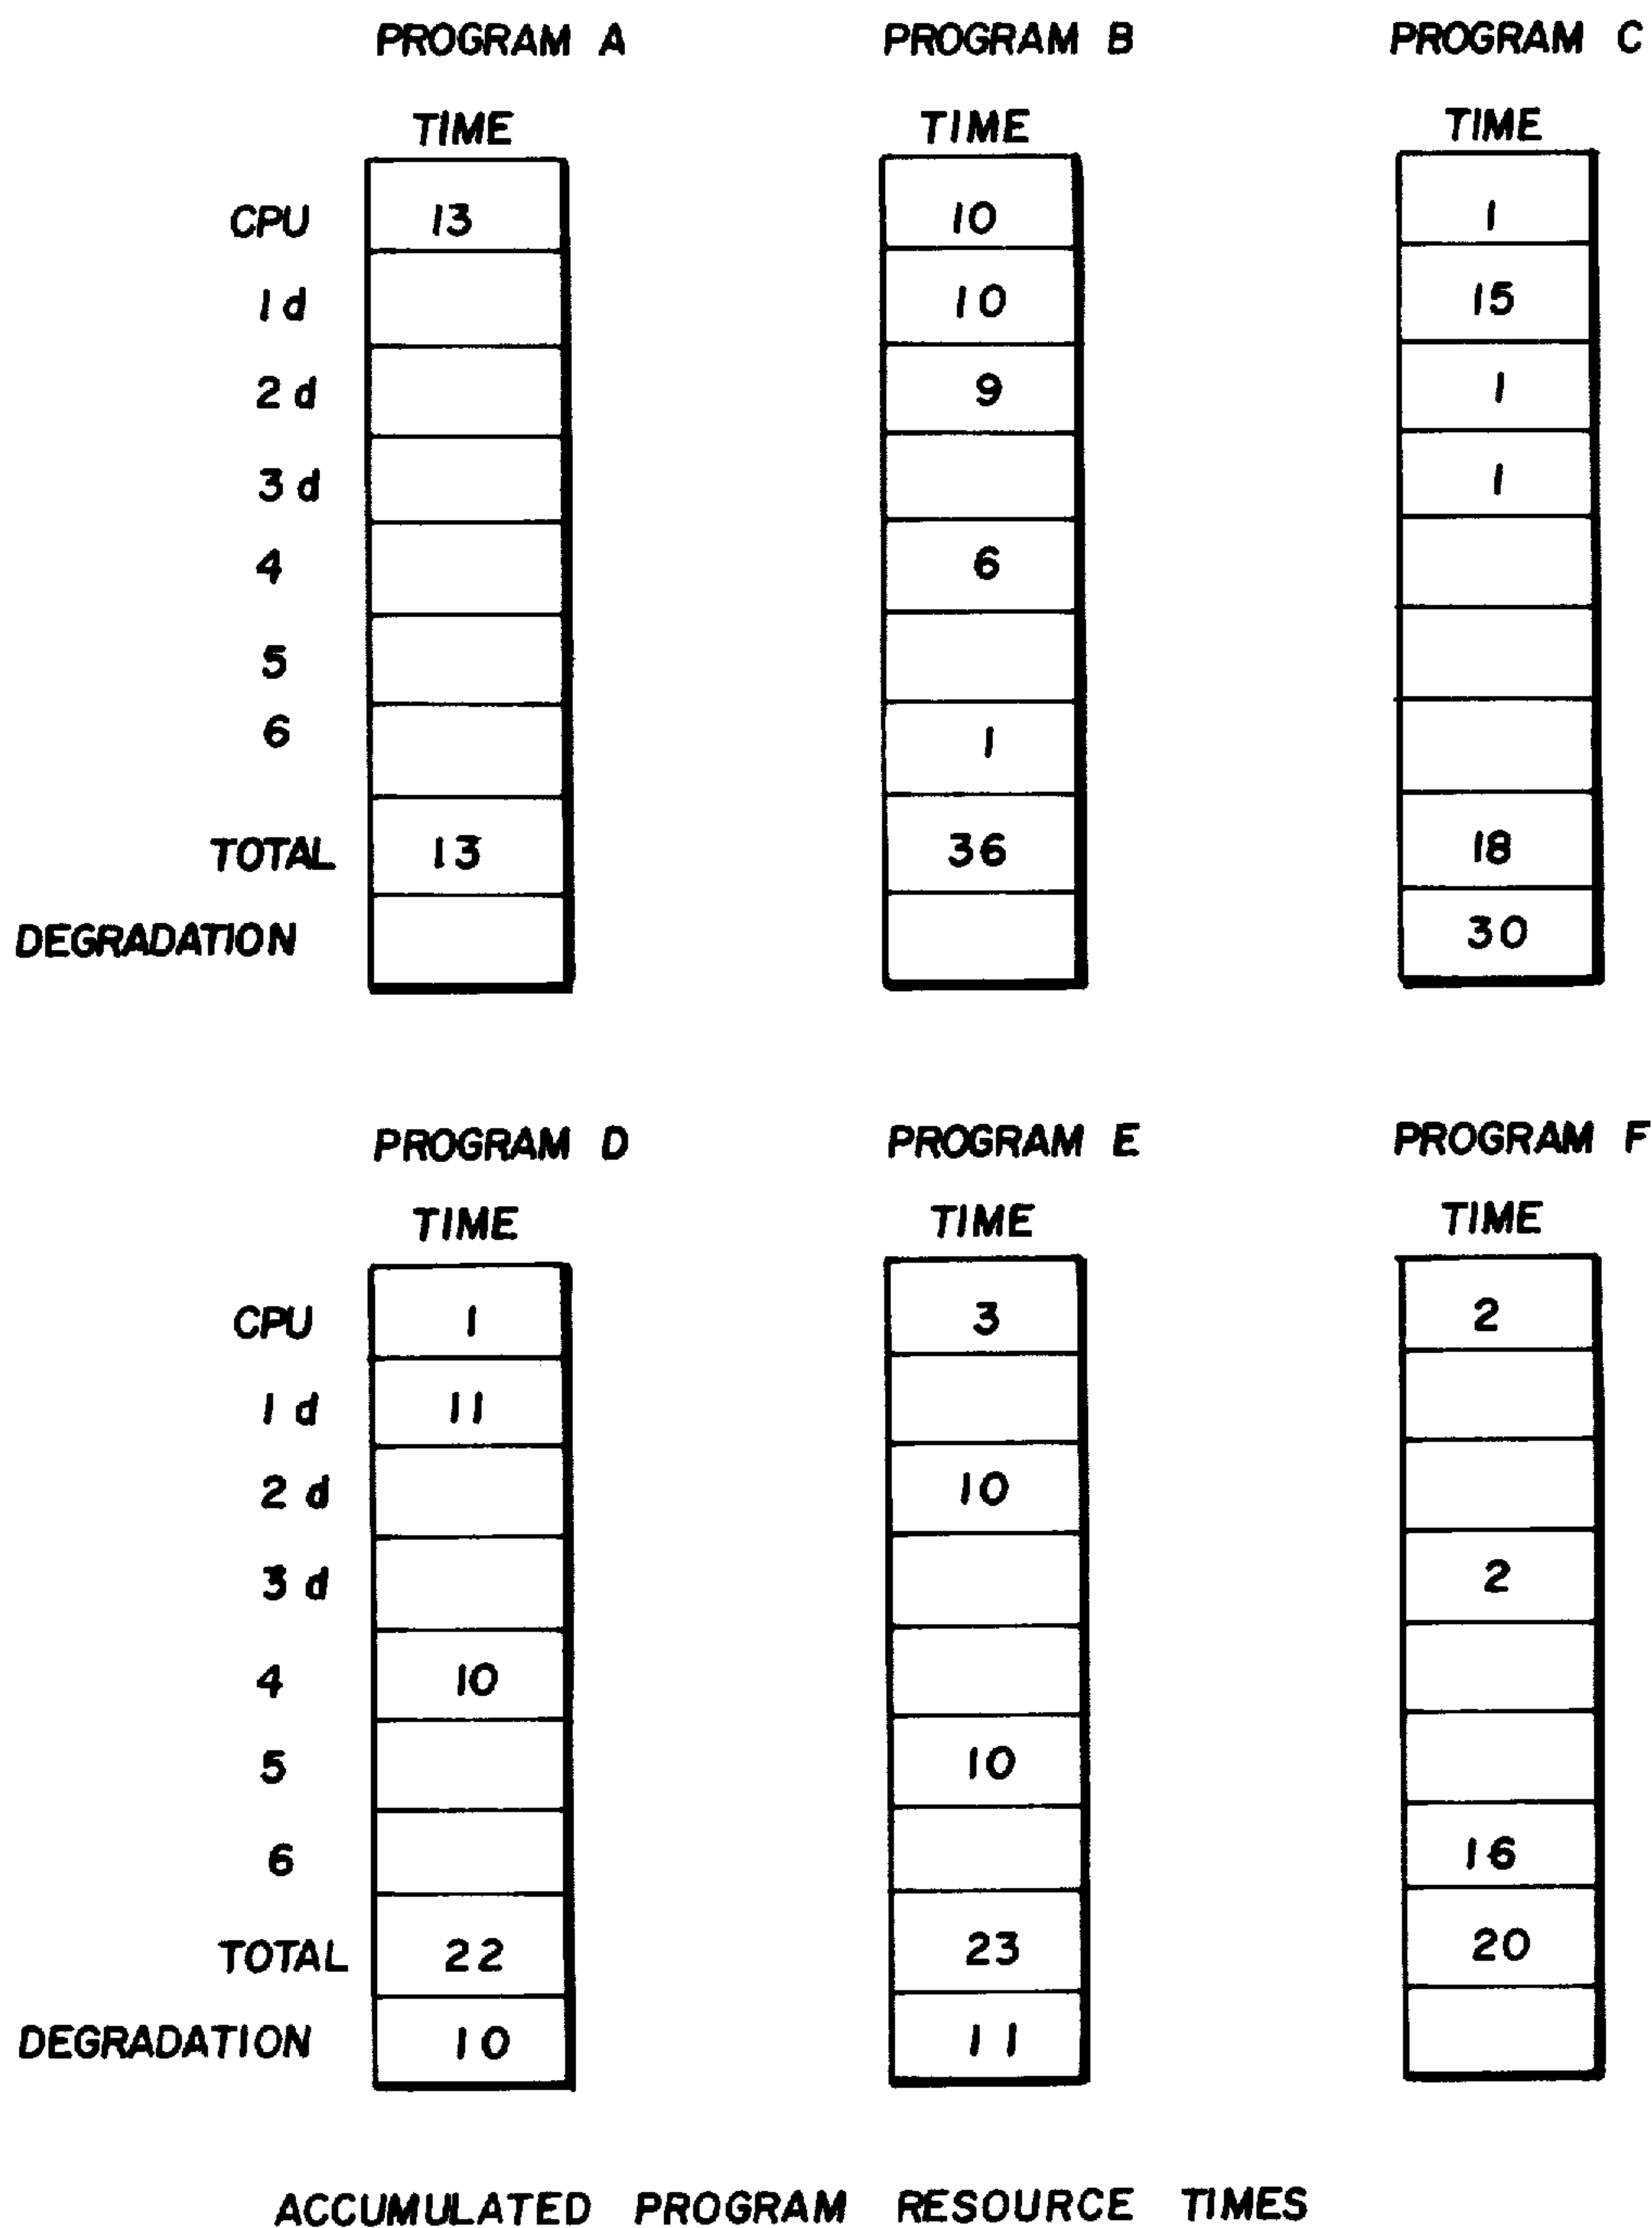 PROGRAM A PROGRAM B PROGRAM C
TIME TIME TIME
CPU 13 10 1
1d 10 15
2d 9 1
3d 1
4 6
5
6 1
TOTAL 13 36 18
DEGRADATION 30
PROGRAM D PROGRAM E PROGRAM F
TIME TIME TIME
CPU 1 3 2
1 d 11
2 d 10
3 d 2
4 10
5 10
6 16
TOTAL 22 23 20
DEGRADATION 10 11
ACCUMULATED PROGRAM RESOURCE TIMES